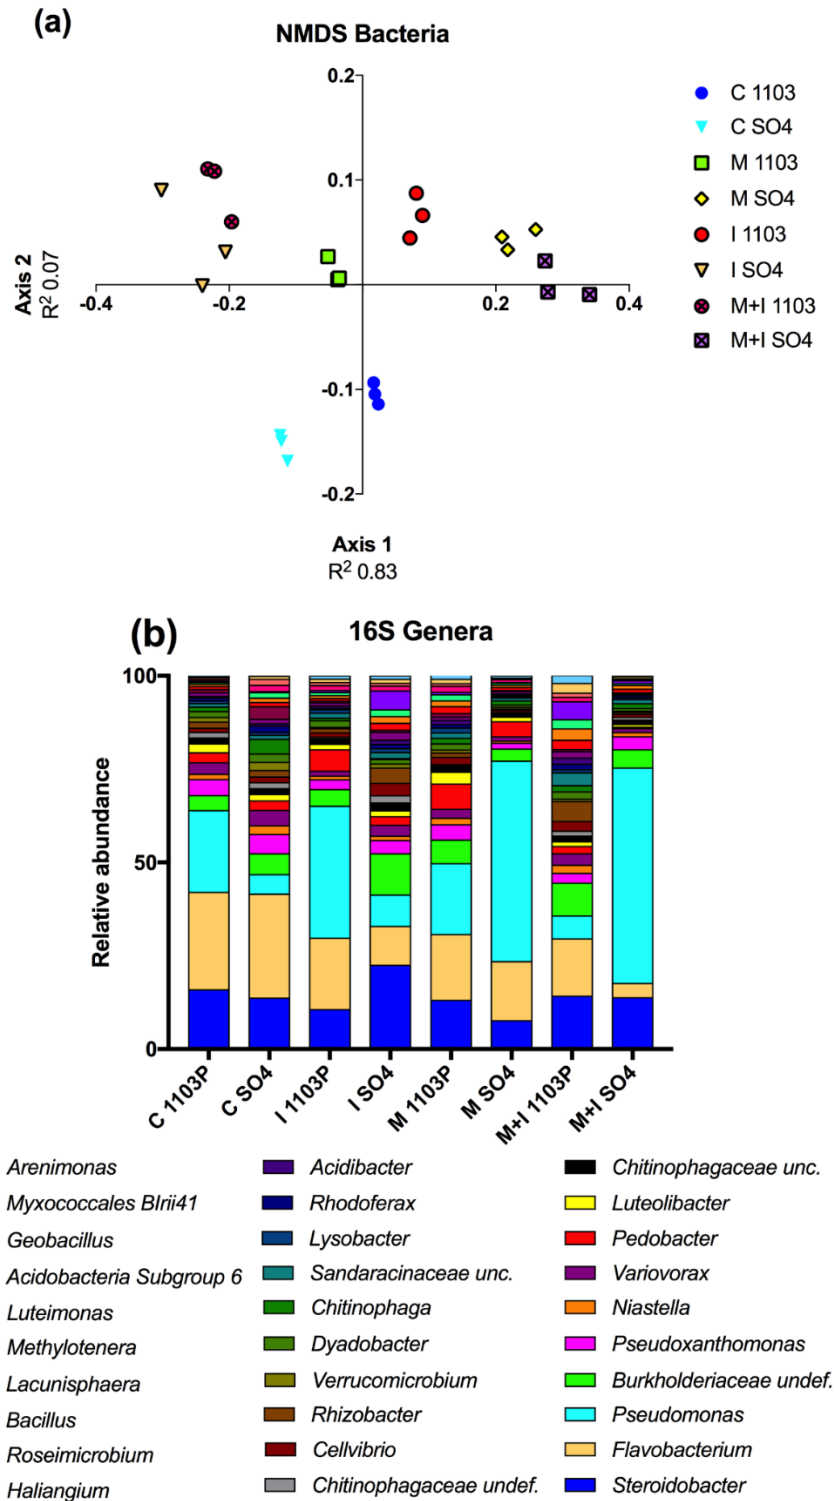 (a)
NMDS Bacteria
0.2
0.1
-0.4
-0.2
0.2
0.4
-0.1
-0.2
Axis 2
R2 0.07
Axis 1
R2 0.83
C 1103
C SO4
M 1103
M SO4
I 1103
I SO4
M+I 1103
M+I SO4
(b)
16S Genera
Relative abundance
100
50
0
C 1103P
C SO4
I 1103P
I SO4
M 1103P
M SO4
M+I 1103P
M+I SO4
Arenimonas
Myxococcales Blrii41
Geobacillus
Acidobacteria Subgroup 6
Luteimonas
Methylotenera
Lacunisphaera
Bacillus
Roseimicrobium
Haliangium
Acidibacter
Rhodoferax
Lysobacter
Sandaracinaceae unc.
Chitinophaga
Dyadobacter
Verrucomicrobium
Rhizobacter
Cellvibrio
Chitinophagaceae undef.
Chitinophagaceae unc.
Luteolibacter
Pedobacter
Variovorax
Niastella
Pseudoxanthomonas
Burkholderiaceae undef.
Pseudomonas
Flavobacterium
Steroidobacter